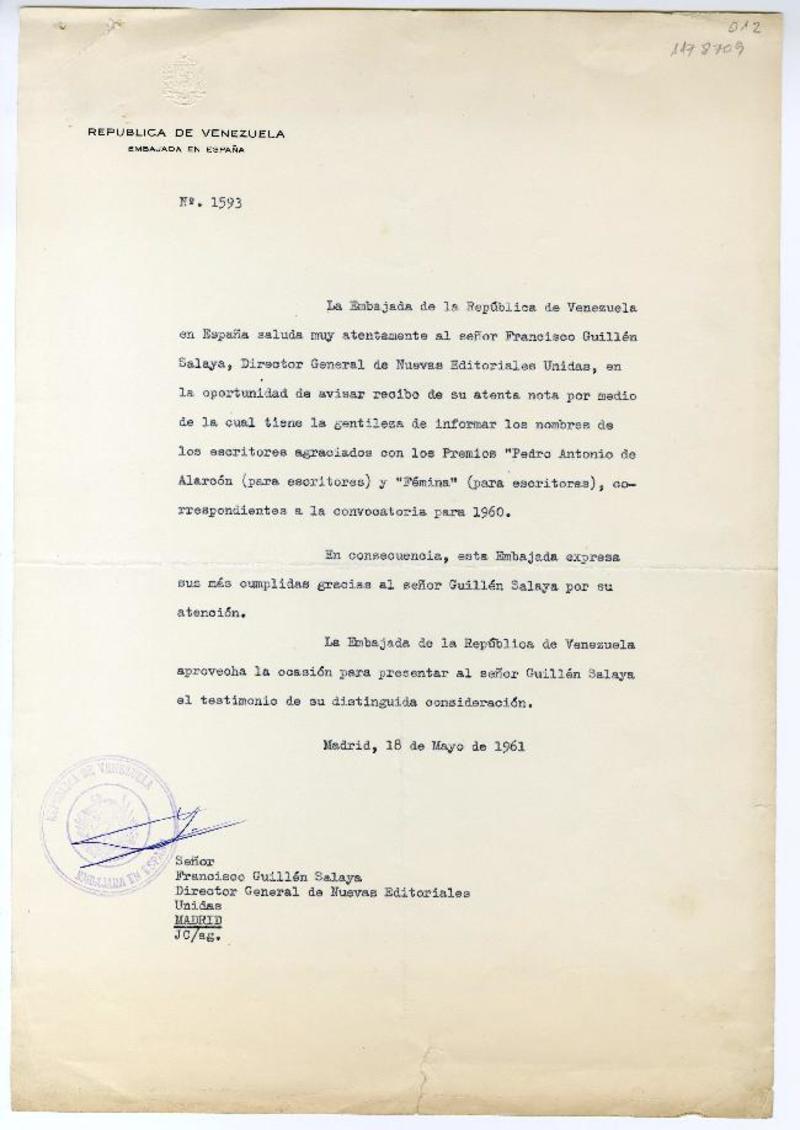 012
1178709
REPUBLICA DE VENEZUELA
EMBAJADA EN ESPAÑA
Nº. 1593
La Embajada de la República de Venezuela
en España saluda muy atentamente al señor Francisco Guillén
Salaya, Director General de Nuevas Editoriales Unidas, en
la oportunidad de avisar recibo de su atenta nota por medio
de la cual tiene la gentileza de informar los nombres de
los escritores agraciados con los Premios "Pedro Antonio de
Alarcón (para escritores) y "Fémina" (para escritoras), co-
rrespondientes a la convocatoria para 1960.
En consecuencia, esta Embajada expresa
sus más cumplidas gracias al señor Guillén Salaya por su
atención.
La Embajada de la República de Venezuela
aprovecha la ocasión para presentar al señor Guillén Salaya
el testimonio de su distinguida consideración.
Madrid, 18 de Mayo de 1961
REPUBLICA DE VENEZUELA
EMBAJADA EN ESPAÑA
Señor
Francisco Guillén Salaya
Director General de Nuevas Editoriales
Unidas
MADRID
JC/ag.